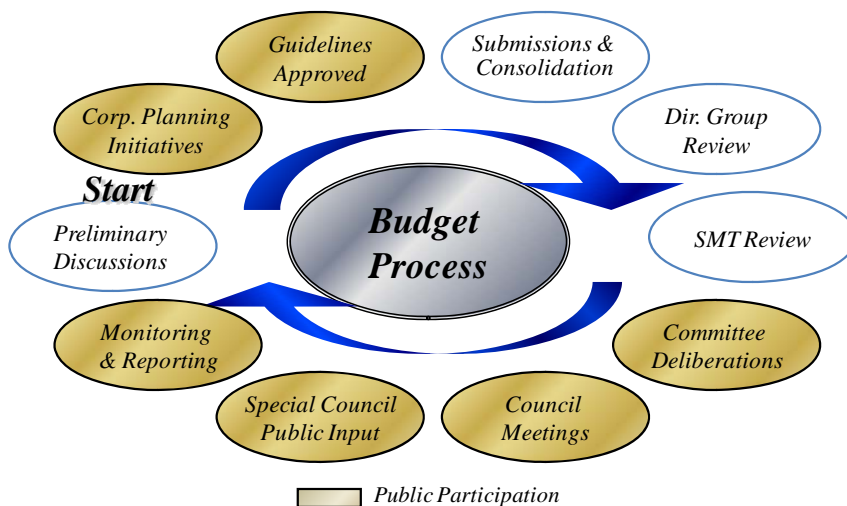 Guidelines
Approved
Submissions &
Consolidation
Corp. Planning
Initiatives
Dir. Group
Review
Start
Preliminary
Discussions
Budget
Process
SMT Review
Monitoring
& Reporting
Committee
Deliberations
Special Council
Public Input
Council
Meetings
Public Participation